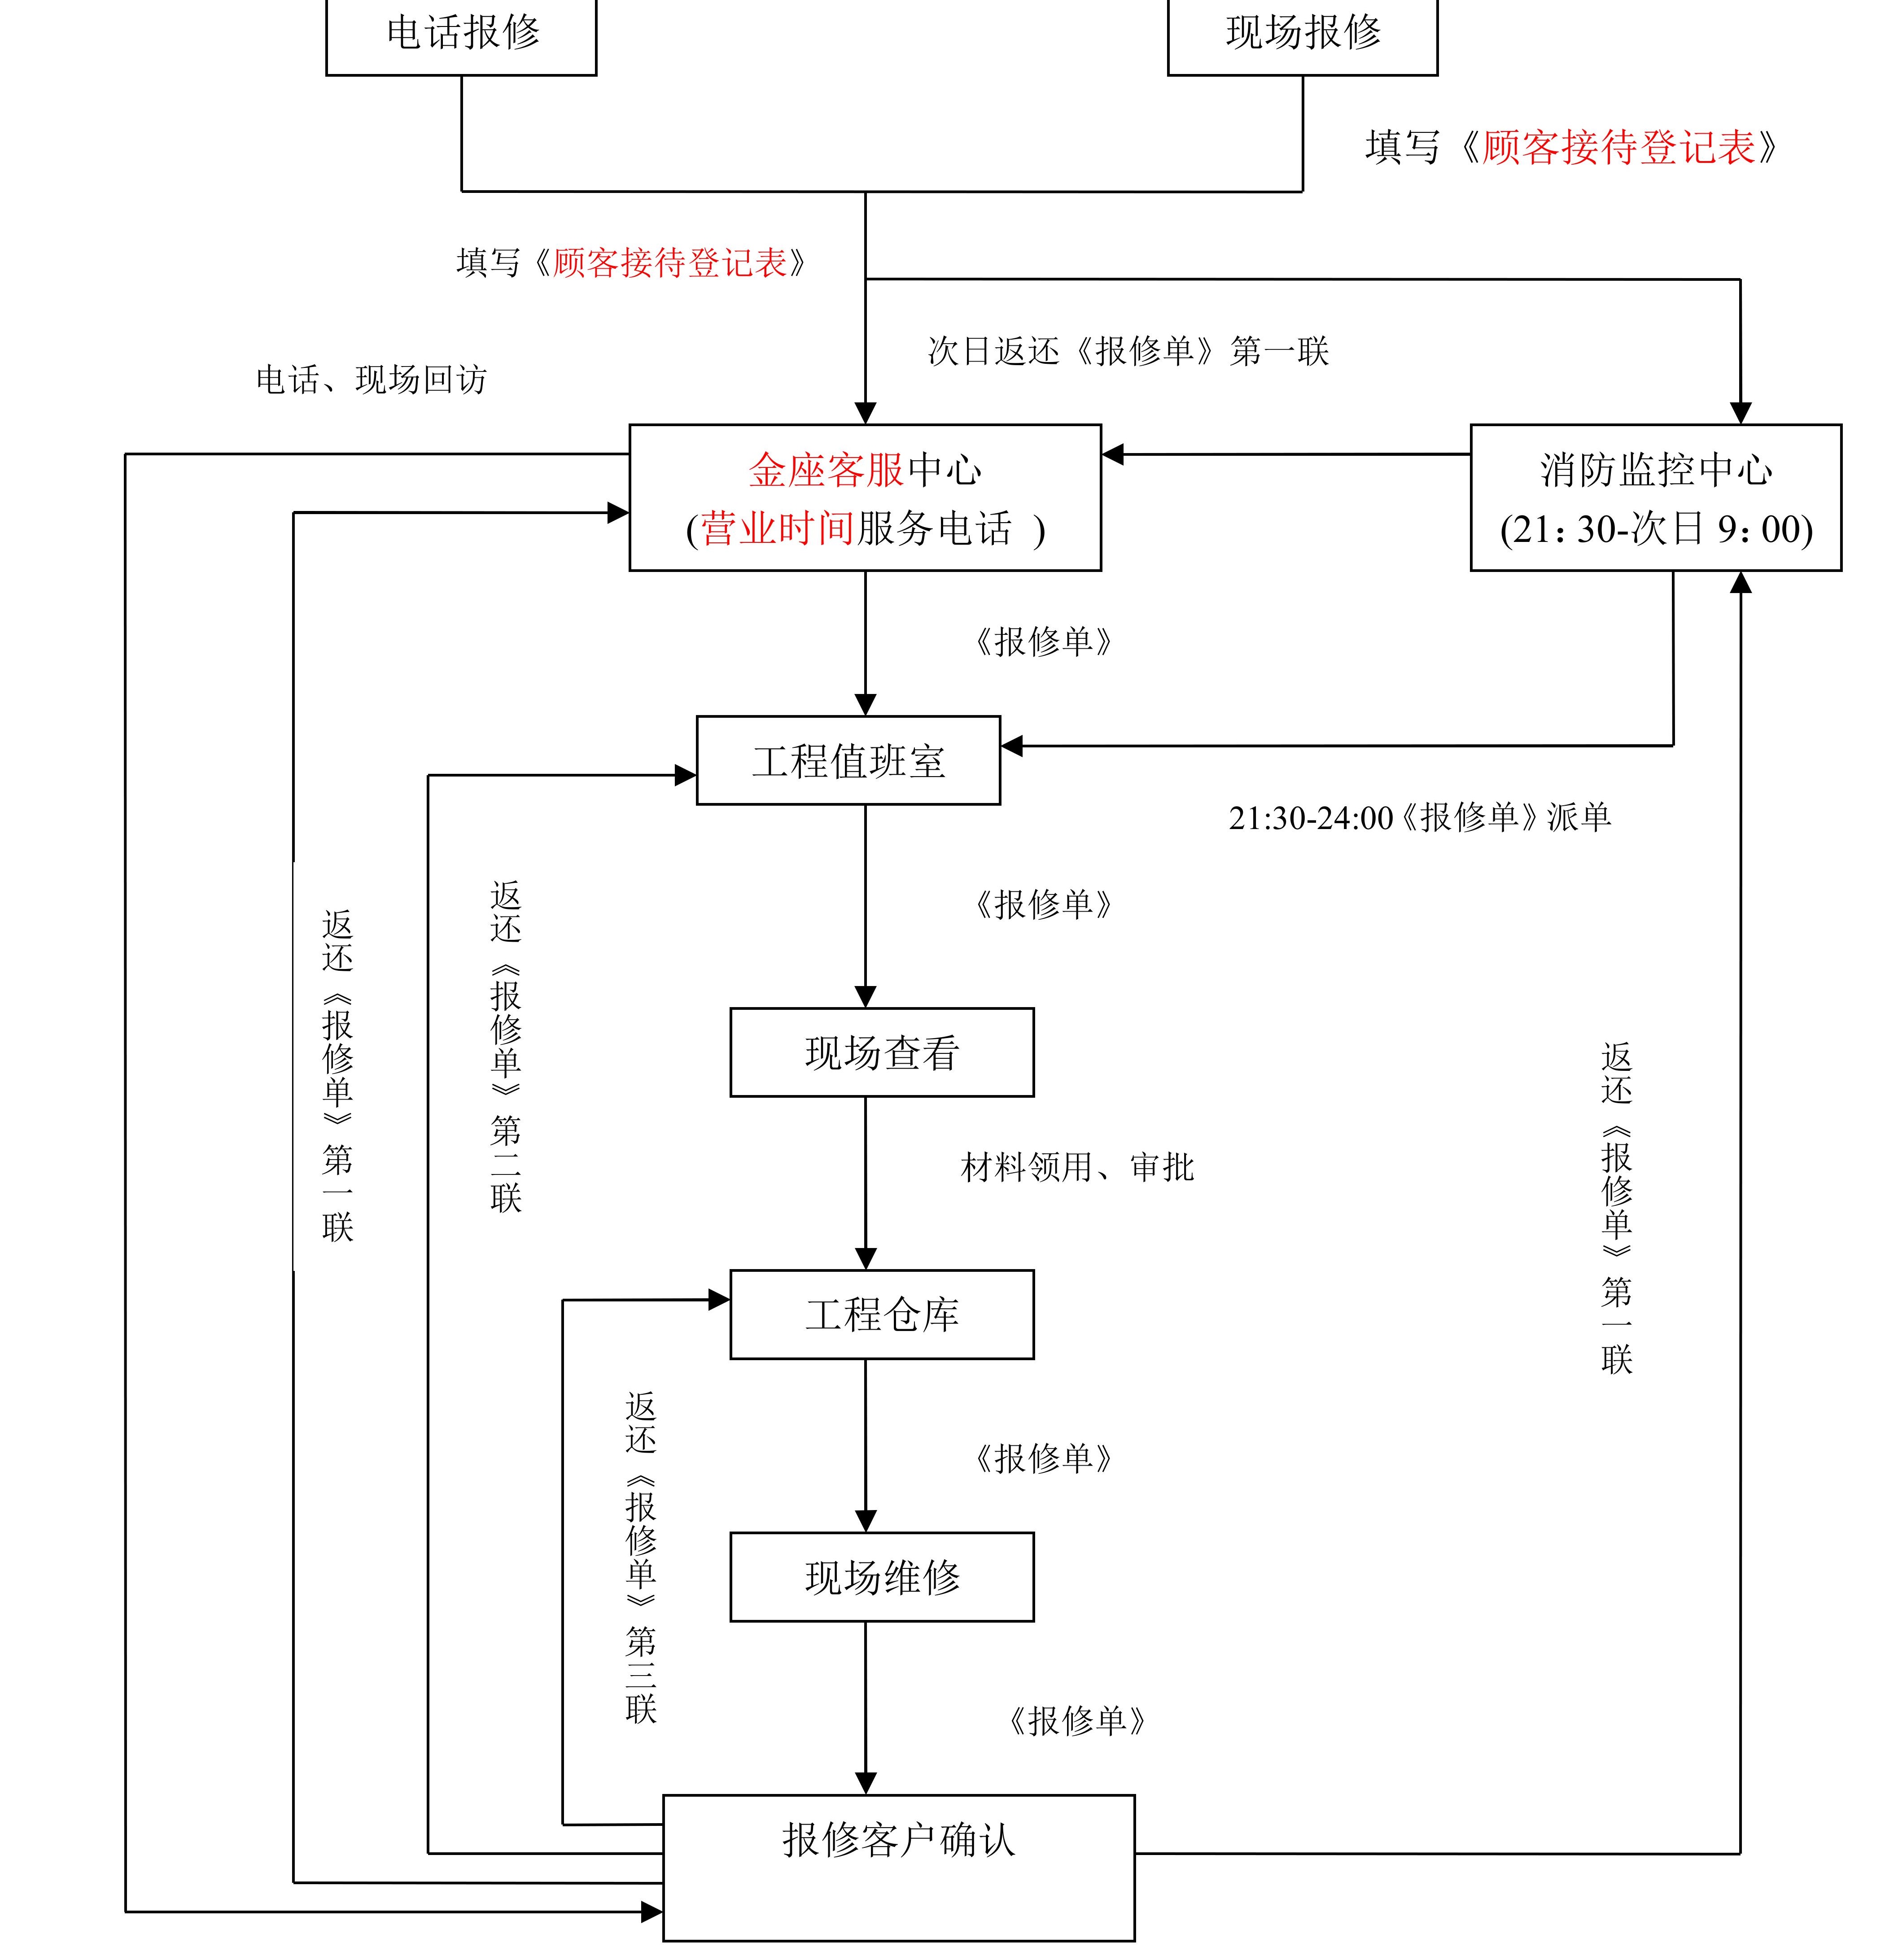 电话报修
现场报修
填写《顾客接待登记表》
填写《顾客接待登记表》
次日返还《报修单》第一联
电话、现场回访
金座客服中心
(营业时间服务电话 )
消防监控中心
(21：30-次日 9：00)
《报修单》
工程值班室
21:30-24:00《报修单》派单
返还《报修单》第一联
返还《报修单》第二联
《报修单》
现场查看
返还《报修单》第一联
材料领用、审批
工程仓库
返还《报修单》第三联
《报修单》
现场维修
《报修单》
报修客户确认